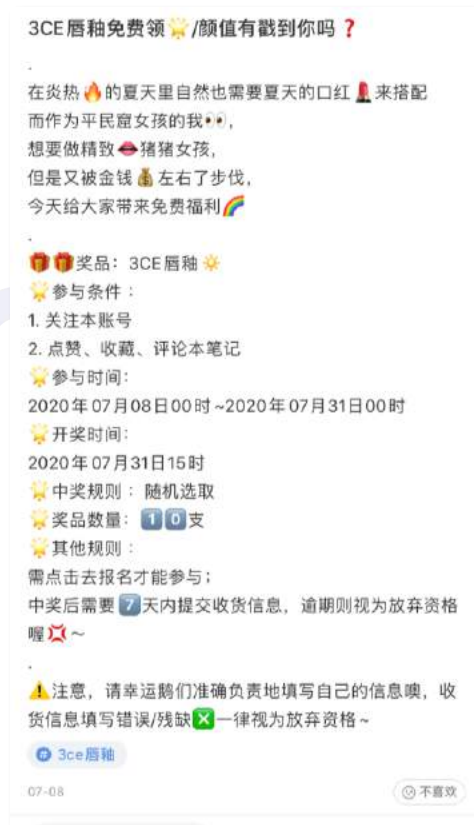 3CE唇釉免费领🌟/颜值有戳到你吗❓
.
在炎热🔥的夏天里自然也需要夏天的口红💄来搭配
而作为平民窟女孩的我👀，
想要做精致👄猪猪女孩，
但是又被金钱💰左右了步伐，
今天给大家带来免费福利🌈
.
🎁🎁奖品：3CE唇釉☀️
🌟参与条件：
1. 关注本账号
2. 点赞、收藏、评论本笔记
🌟参与时间：
2020年07月08日00时~2020年07月31日00时
🌟开奖时间：
2020年07月31日15时
🌟中奖规则：随机选取
🌟奖品数量：1️⃣0️⃣支
🌟其他规则：
需点击去报名才能参与；
中奖后需要7️⃣天内提交收货信息，逾期则视为放弃资格
喔💢～
.
⚠️注意，请幸运鹅们准确负责地填写自己的信息噢，收
货信息填写错误/残缺❎一律视为放弃资格～
# 3ce唇釉
07-08
不喜欢